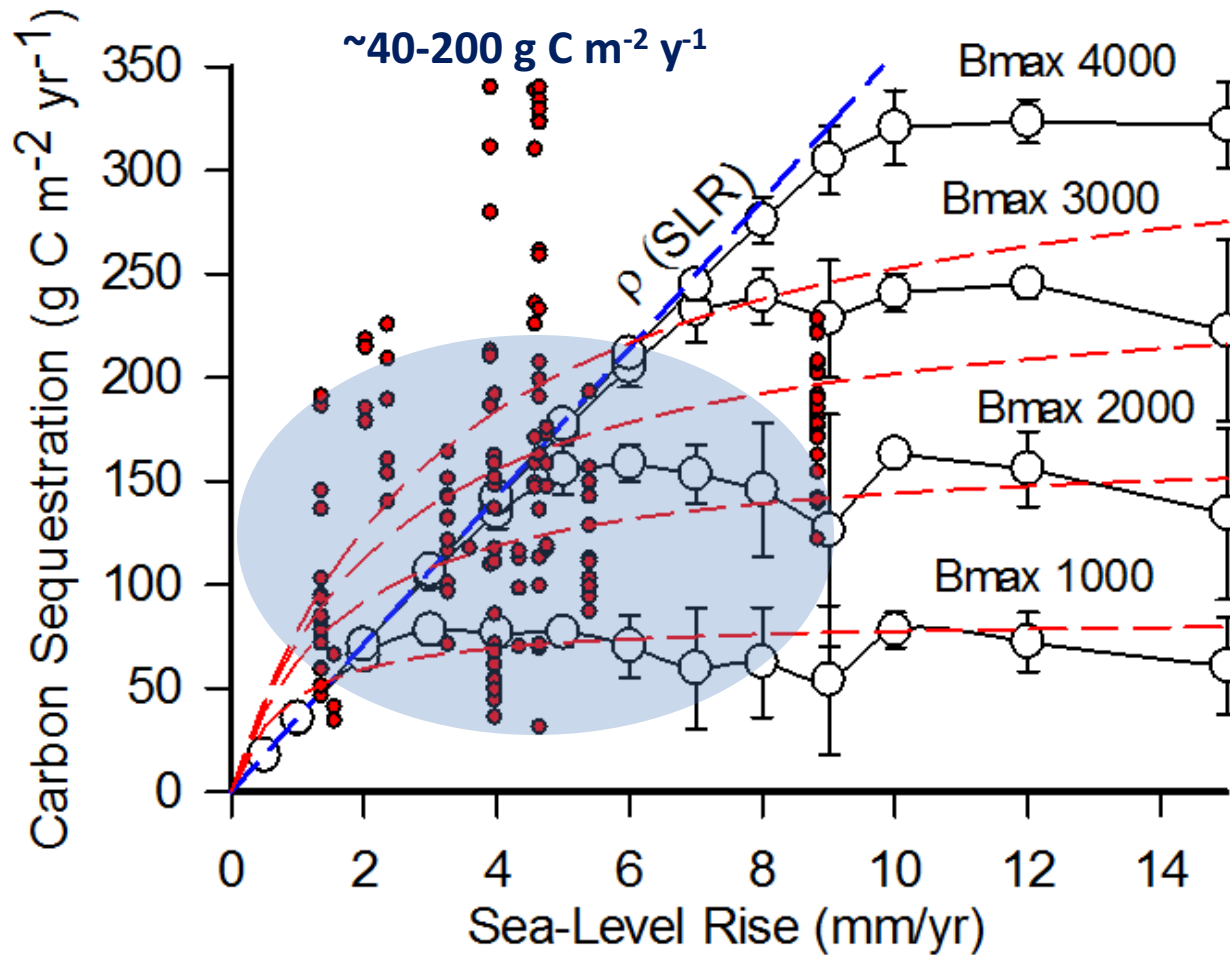 ~40-200 g C m⁻² y⁻¹
Carbon Sequestration (g C m⁻² yr⁻¹)
350
300
250
200
150
100
50
0
Bmax 4000
ρ (SLR)
Bmax 3000
Bmax 2000
Bmax 1000
0 2 4 6 8 10 12 14
Sea-Level Rise (mm/yr)